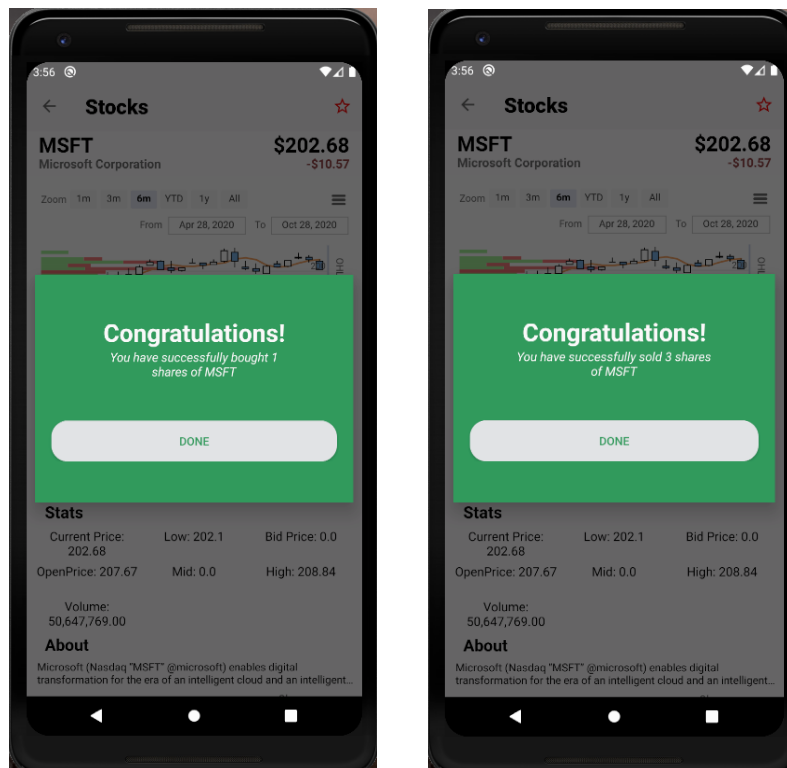 3:56
Stocks
MSFT $202.68
Microsoft Corporation -$10.57
Zoom 1m 3m 6m YTD 1y All
From Apr 28, 2020 To Oct 28, 2020
Congratulations!
You have successfully bought 1
shares of MSFT
DONE
Stats
Current Price: Low: 202.1 Bid Price: 0.0
202.68
OpenPrice: 207.67 Mid: 0.0 High: 208.84
Volume:
50,647,769.00
About
Microsoft (Nasdaq "MSFT" @microsoft) enables digital
transformation for the era of an intelligent cloud and an intelligent...
3:56
Stocks
MSFT $202.68
Microsoft Corporation -$10.57
Zoom 1m 3m 6m YTD 1y All
From Apr 28, 2020 To Oct 28, 2020
Congratulations!
You have successfully sold 3 shares
of MSFT
DONE
Stats
Current Price: Low: 202.1 Bid Price: 0.0
202.68
OpenPrice: 207.67 Mid: 0.0 High: 208.84
Volume:
50,647,769.00
About
Microsoft (Nasdaq "MSFT" @microsoft) enables digital
transformation for the era of an intelligent cloud and an intelligent...